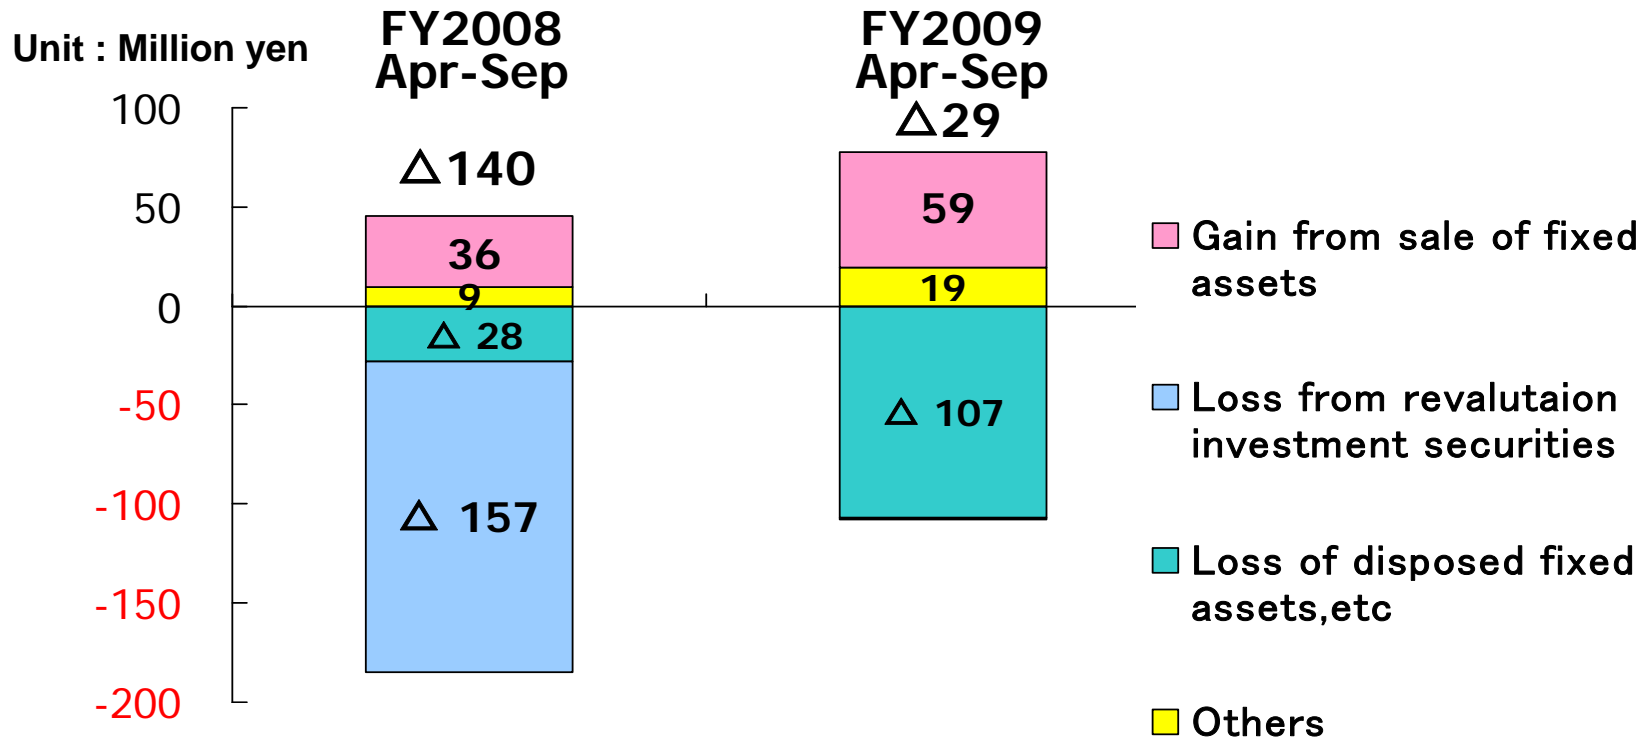 Unit : Million yen
FY2008
Apr-Sep
FY2009
Apr-Sep
100
50
0
-50
-100
-150
-200
△140
36
9
△ 28
△ 157
△29
59
19
△ 107
Gain from sale of fixed
assets
Loss from revalutaion
investment securities
Loss of disposed fixed
assets,etc
Others